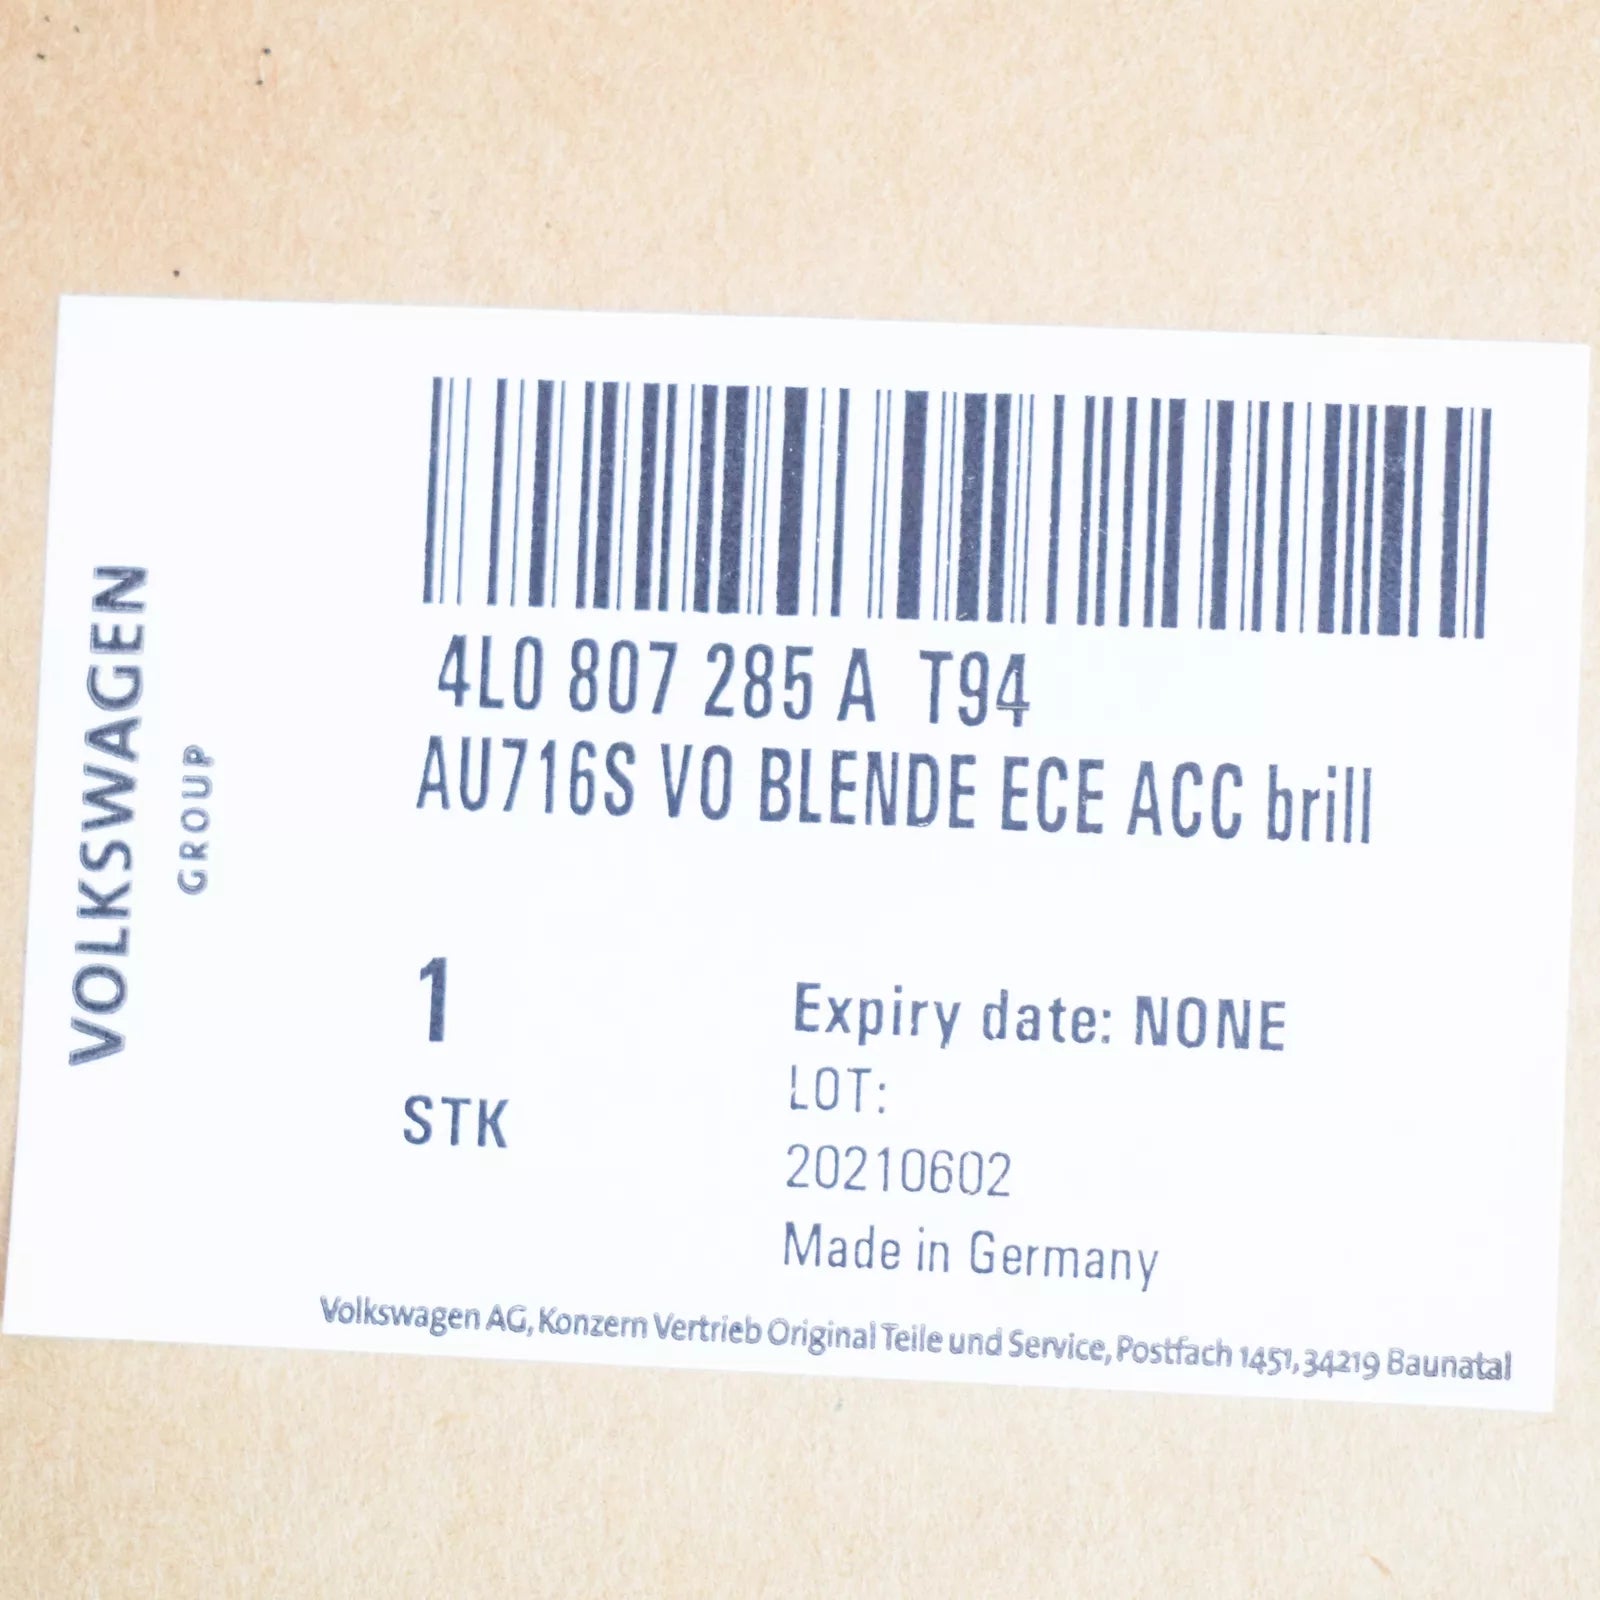 VOLKSWAGEN
GROUP
4L0 807 285 A T94
AU716S VO BLENDE ECE ACC brill
1
STK
Expiry date: NONE
LOT:
20210602
Made in Germany
Volkswagen AG, Konzern Vertrieb Original Teile und Service, Postfach 1451, 34219 Baunatal